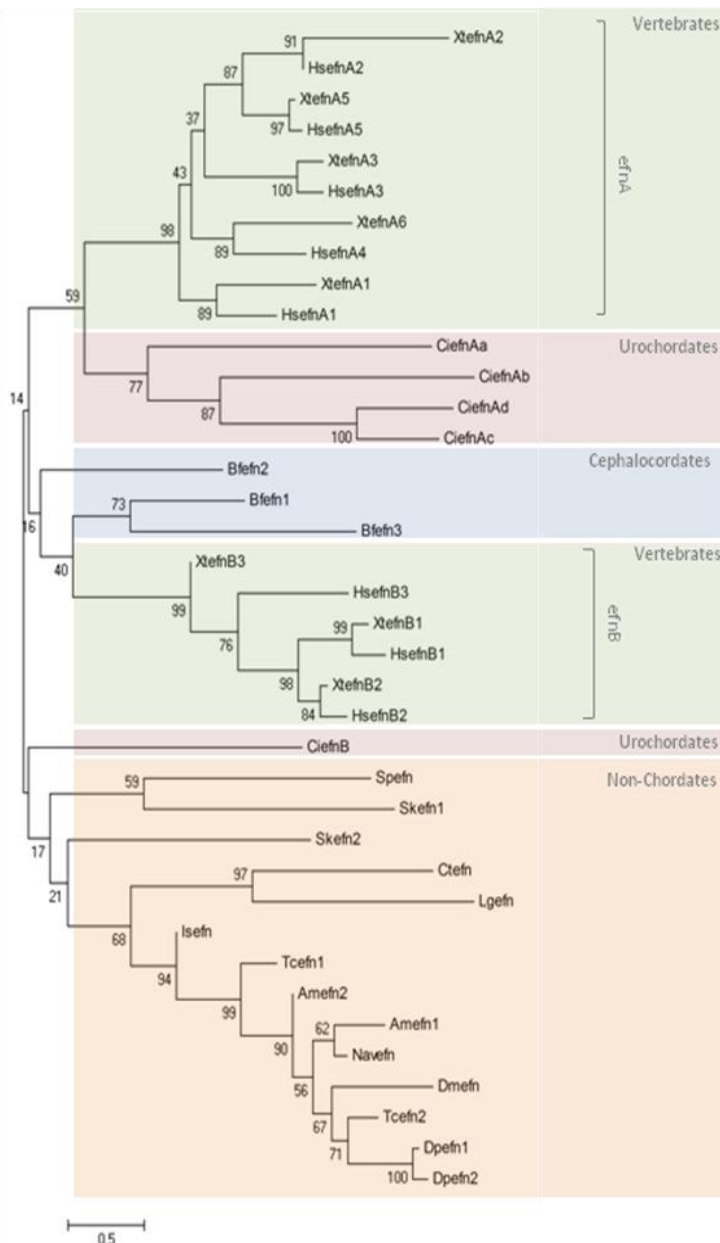 Vertebrates
91
XtefnA2
87
HsefnA2
XtefnA5
37
97
HsefnA5
XtefnA3
43
100
HsefnA3
efnA
98
XtefnA6
89
HsefnA4
XtefnA1
59
89
HsefnA1
CiefnAa
Urochordates
77
CiefnAb
87
CiefnAd
14
100
CiefnAc
Bfefn2
Cephalocordates
73
Bfefn1
16
Bfefn3
40
XtefnB3
Vertebrates
99
HsefnB3
76
99
XtefnB1
efnB
HsefnB1
98
XtefnB2
84
HsefnB2
CiefnB
Urochordates
59
Spefn
Non-Chordates
Skefn1
17
Skefn2
21
97
Ctefn
Lgefn
68
Isefn
94
Tcefn1
99
Amefn2
90
62
Amefn1
Navefn
56
Dmefn
67
Tcefn2
71
Dpefn1
100
Dpefn2
0.5